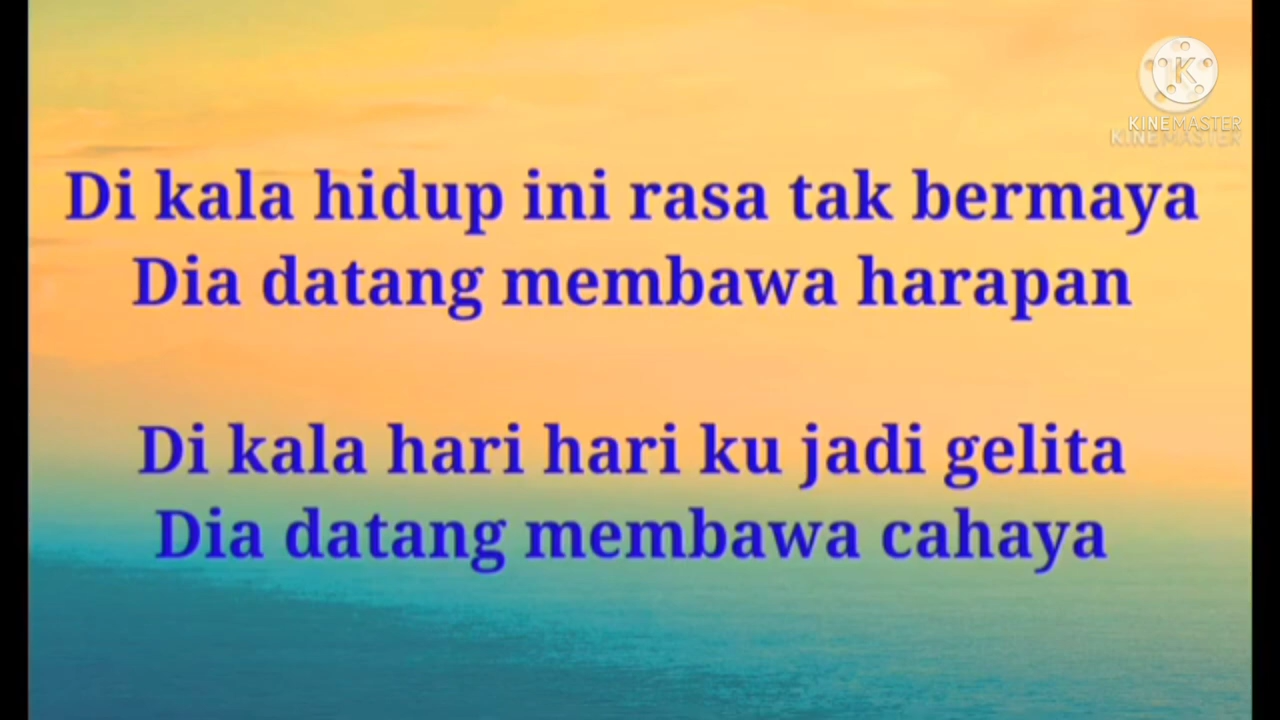 KINEMASTER
Di kala hidup ini rasa tak bermaya
Dia datang membawa harapan
Di kala hari hari ku jadi gelita
Dia datang membawa cahaya